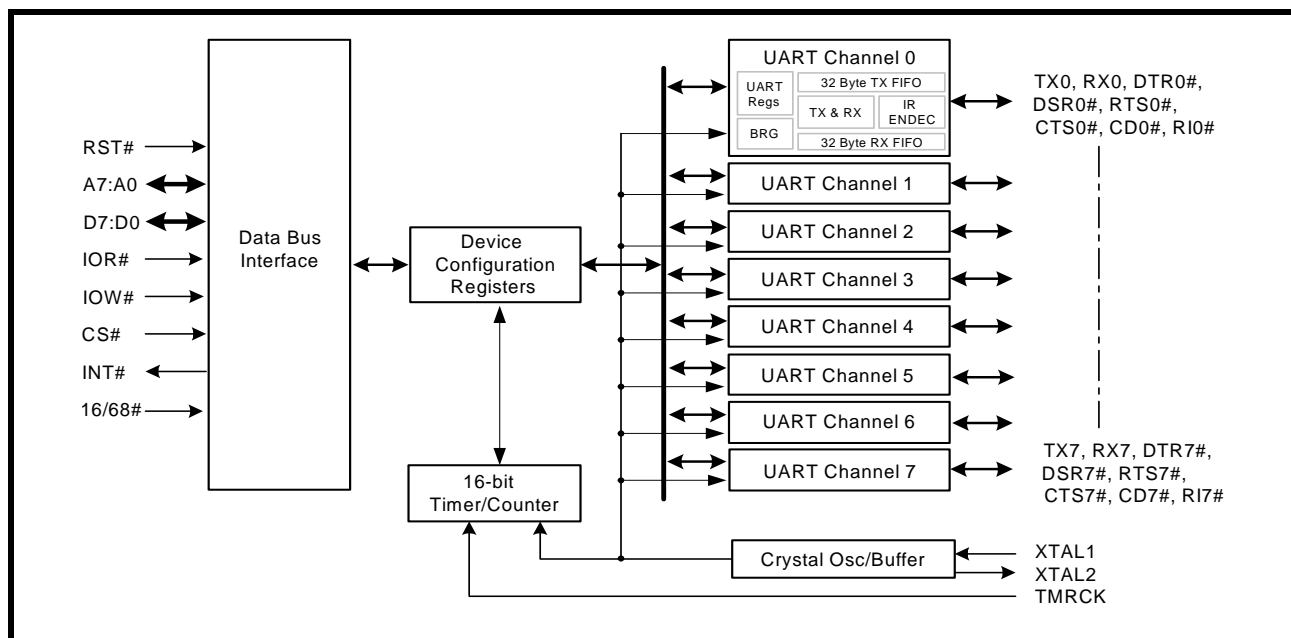 RST#
A7:A0
D7:D0
IOR#
IOW#
CS#
INT#
16/68#
Data Bus
Interface
Device
Configuration
Registers
16-bit
Timer/Counter
UART Channel 0
UART
Regs
BRG
32 Byte TX FIFO
TX & RX
IR
ENDEC
32 Byte RX FIFO
UART Channel 1
UART Channel 2
UART Channel 3
UART Channel 4
UART Channel 5
UART Channel 6
UART Channel 7
Crystal Osc/Buffer
TX0, RX0, DTR0#,
DSR0#, RTS0#,
CTS0#, CD0#, RI0#
TX7, RX7, DTR7#,
DSR7#, RTS7#,
CTS7#, CD7#, RI7#
XTAL1
XTAL2
TMRCK